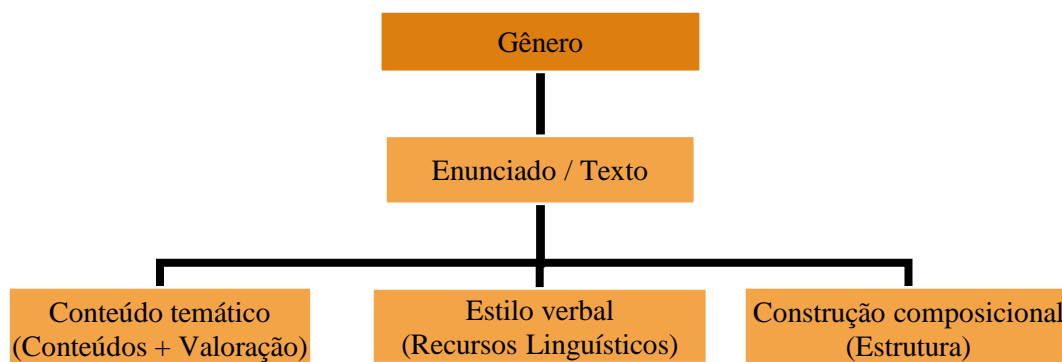 Gênero
Enunciado / Texto
Conteúdo temático
(Conteúdos + Valoração)
Estilo verbal
(Recursos Linguísticos)
Construção composicional
(Estrutura)